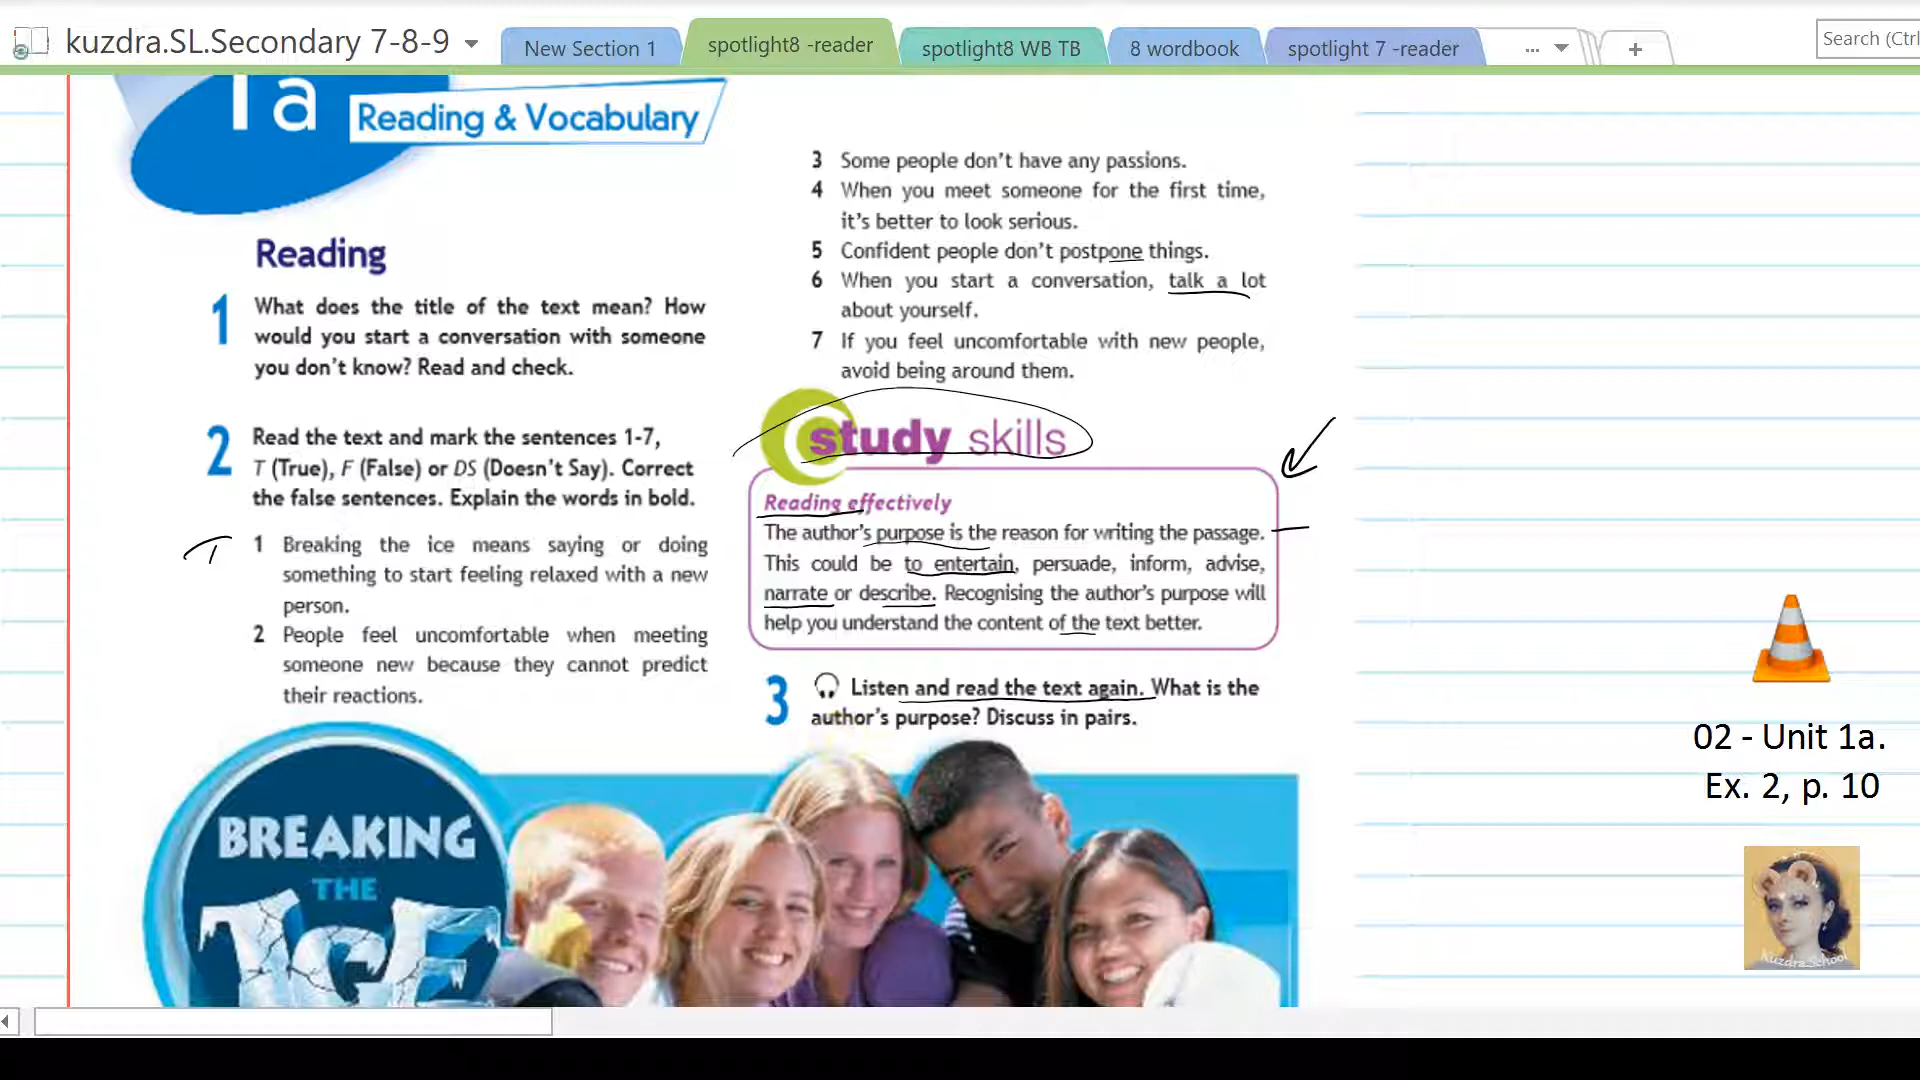 kuzdra.SL.Secondary 7-8-9
New Section 1
spotlight8 -reader
spotlight8 WB TB
8 wordbook
spotlight 7 -reader
...
+
Search (Ctrl
1a
Reading & Vocabulary
Reading
1 What does the title of the text mean? How
would you start a conversation with someone
you don't know? Read and check.
2 Read the text and mark the sentences 1-7,
T (True), F (False) or DS (Doesn't Say). Correct
the false sentences. Explain the words in bold.
T
1 Breaking the ice means saying or doing
something to start feeling relaxed with a new
person.
2 People feel uncomfortable when meeting
someone new because they cannot predict
their reactions.
3 Some people don't have any passions.
4 When you meet someone for the first time,
it's better to look serious.
5 Confident people don't postpone things.
6 When you start a conversation, talk a lot
about yourself.
7 If you feel uncomfortable with new people,
avoid being around them.
study skills
Reading effectively
The author's purpose is the reason for writing the passage.
This could be to entertain, persuade, inform, advise,
narrate or describe. Recognising the author's purpose will
help you understand the content of the text better.
3 Listen and read the text again. What is the
author's purpose? Discuss in pairs.
BREAKING
THE
ICE
02 - Unit 1a.
Ex. 2, p. 10
Kuzdra.School